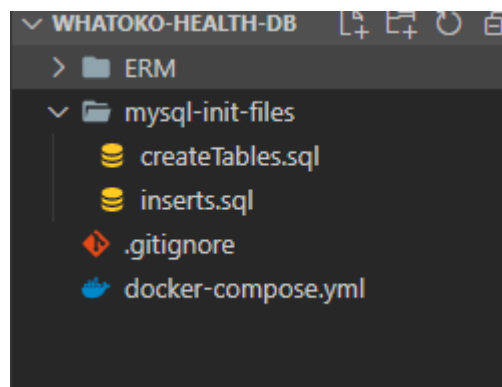 WHATOKO-HEALTH-DB
ERM
mysql-init-files
createTables.sql
inserts.sql
.gitignore
docker-compose.yml